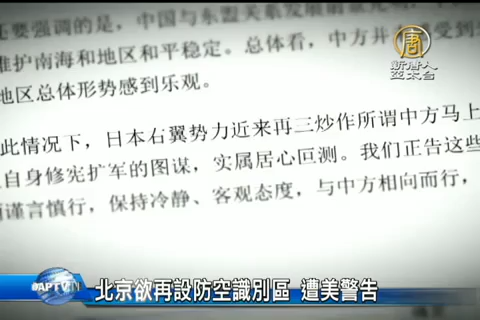 还要强调的是，中国与东盟关系发展前景
唐
新唐人
亞太台
维护南海和地区和平稳定。总体看，中方并
地区总体形势感到乐观。
此情况下，日本右翼势力近来再三炒作所谓中方马上
自身修宪扩军的图谋，实属居心叵测。我们正告这些
谨言慎行，保持冷静、客观态度，与中方相向而行，
APTV
北京欲再設防空識別區 遭美警告